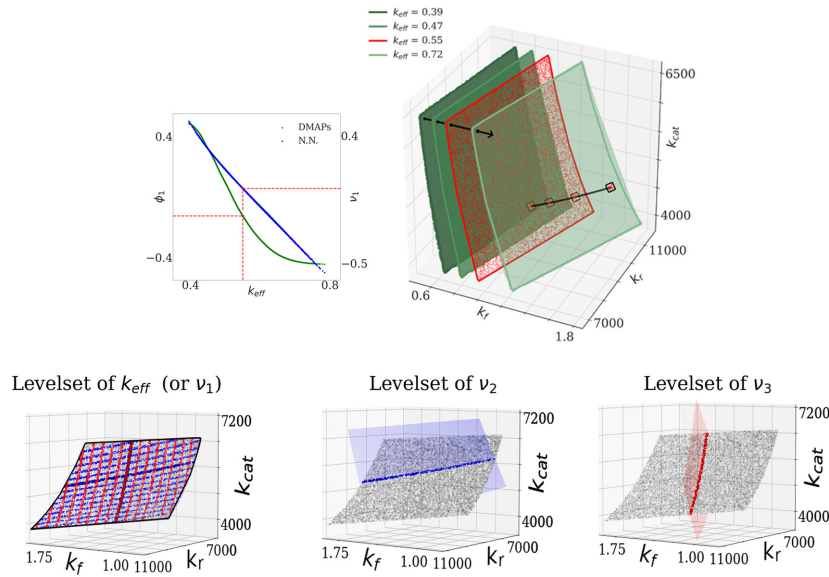 k_eff = 0.39
k_eff = 0.47
k_eff = 0.55
k_eff = 0.72
6500
k_cat
4000
11000
k_r
7000
0.6
k_f
1.8
DMAPs
N.N.
0.4
0.4
ϕ₁
ν₁
−0.4
−0.5
0.4
k_eff
0.8
Levelset of k_eff (or ν₁)
7200
k_cat
4000
1.75
k_f
1.00
11000
k_r
7000
Levelset of ν₂
7200
k_cat
4000
1.75
k_f
1.00
11000
k_r
7000
Levelset of ν₃
7200
k_cat
4000
1.75
k_f
1.00
11000
k_r
7000